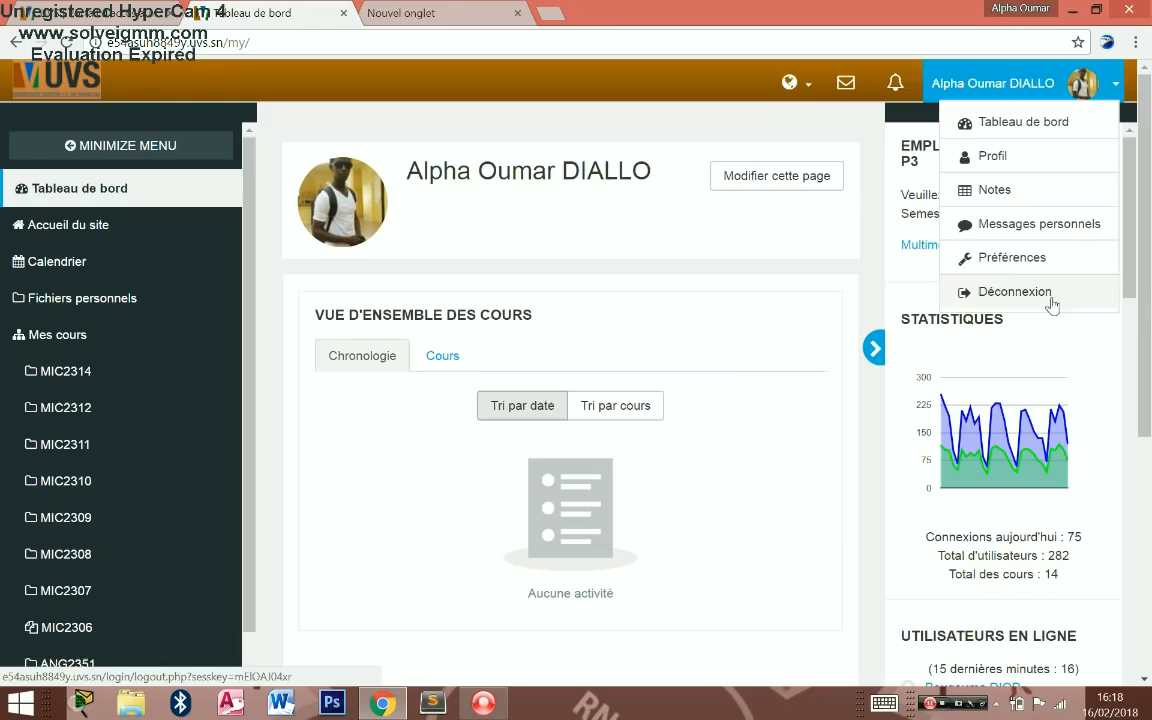 Unregistered HyperCam 4
www.solveigmm.com
Evaluation Expired
Tableau de bord
Nouvel onglet
Alpha Oumar
e54asuh8849y.uvs.sn/my/
UVS
Alpha Oumar DIALLO
MINIMIZE MENU
Tableau de bord
Accueil du site
Calendrier
Fichiers personnels
Mes cours
MIC2314
MIC2312
MIC2311
MIC2310
MIC2309
MIC2308
MIC2307
MIC2306
ANG2351
Alpha Oumar DIALLO
Modifier cette page
VUE D'ENSEMBLE DES COURS
Chronologie
Cours
Tri par date
Tri par cours
Aucune activité
Tableau de bord
Profil
Notes
Messages personnels
Préférences
Déconnexion
EMPL
P3
Veuillez
Semes
Multim
STATISTIQUES
300
225
150
75
0
Connexions aujourd'hui : 75
Total d'utilisateurs : 282
Total des cours : 14
UTILISATEURS EN LIGNE
(15 dernières minutes : 16)
e54asuh8849y.uvs.sn/login/logout.php?sesskey=mEIOAJ04xr
16:18
16/02/2018